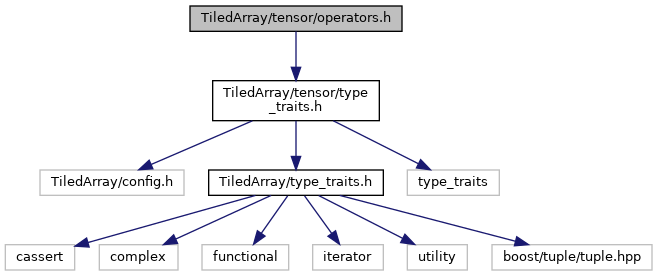 TiledArray/tensor/operators.h
TiledArray/tensor/type
_traits.h
TiledArray/config.h
TiledArray/type_traits.h
type_traits
cassert
complex
functional
iterator
utility
boost/tuple/tuple.hpp